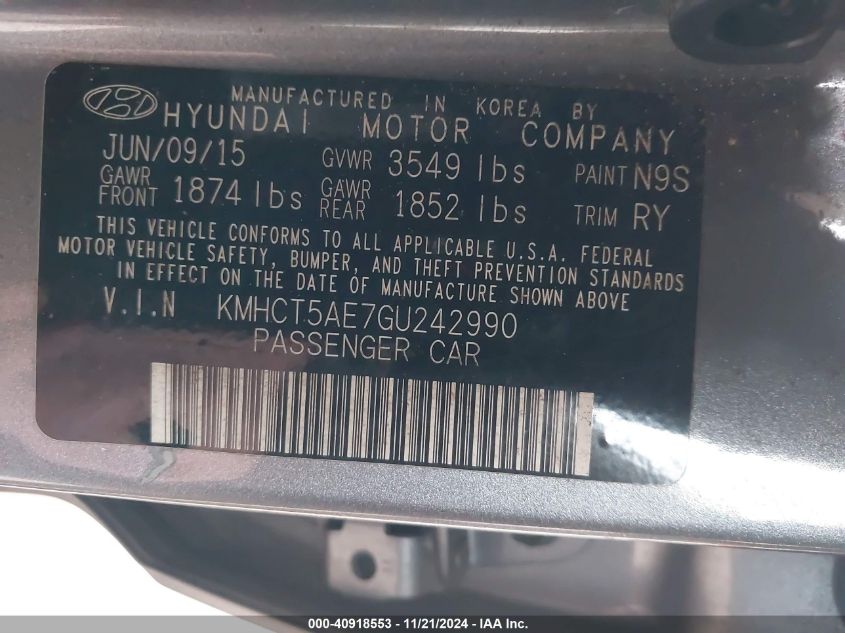 MANUFACTURED IN KOREA BY
HYUNDAI MOTOR COMPANY
JUN/09/15 GVWR 3549 lbs PAINT N9S
GAWR FRONT 1874 lbs GAWR REAR 1852 lbs TRIM RY
THIS VEHICLE CONFORMS TO ALL APPLICABLE U.S.A. FEDERAL
MOTOR VEHICLE SAFETY, BUMPER, AND THEFT PREVENTION STANDARDS
IN EFFECT ON THE DATE OF MANUFACTURE SHOWN ABOVE
V.I.N KMHCT5AE7GU242990
PASSENGER CAR
000-40918553 - 11/21/2024 - IAA Inc.